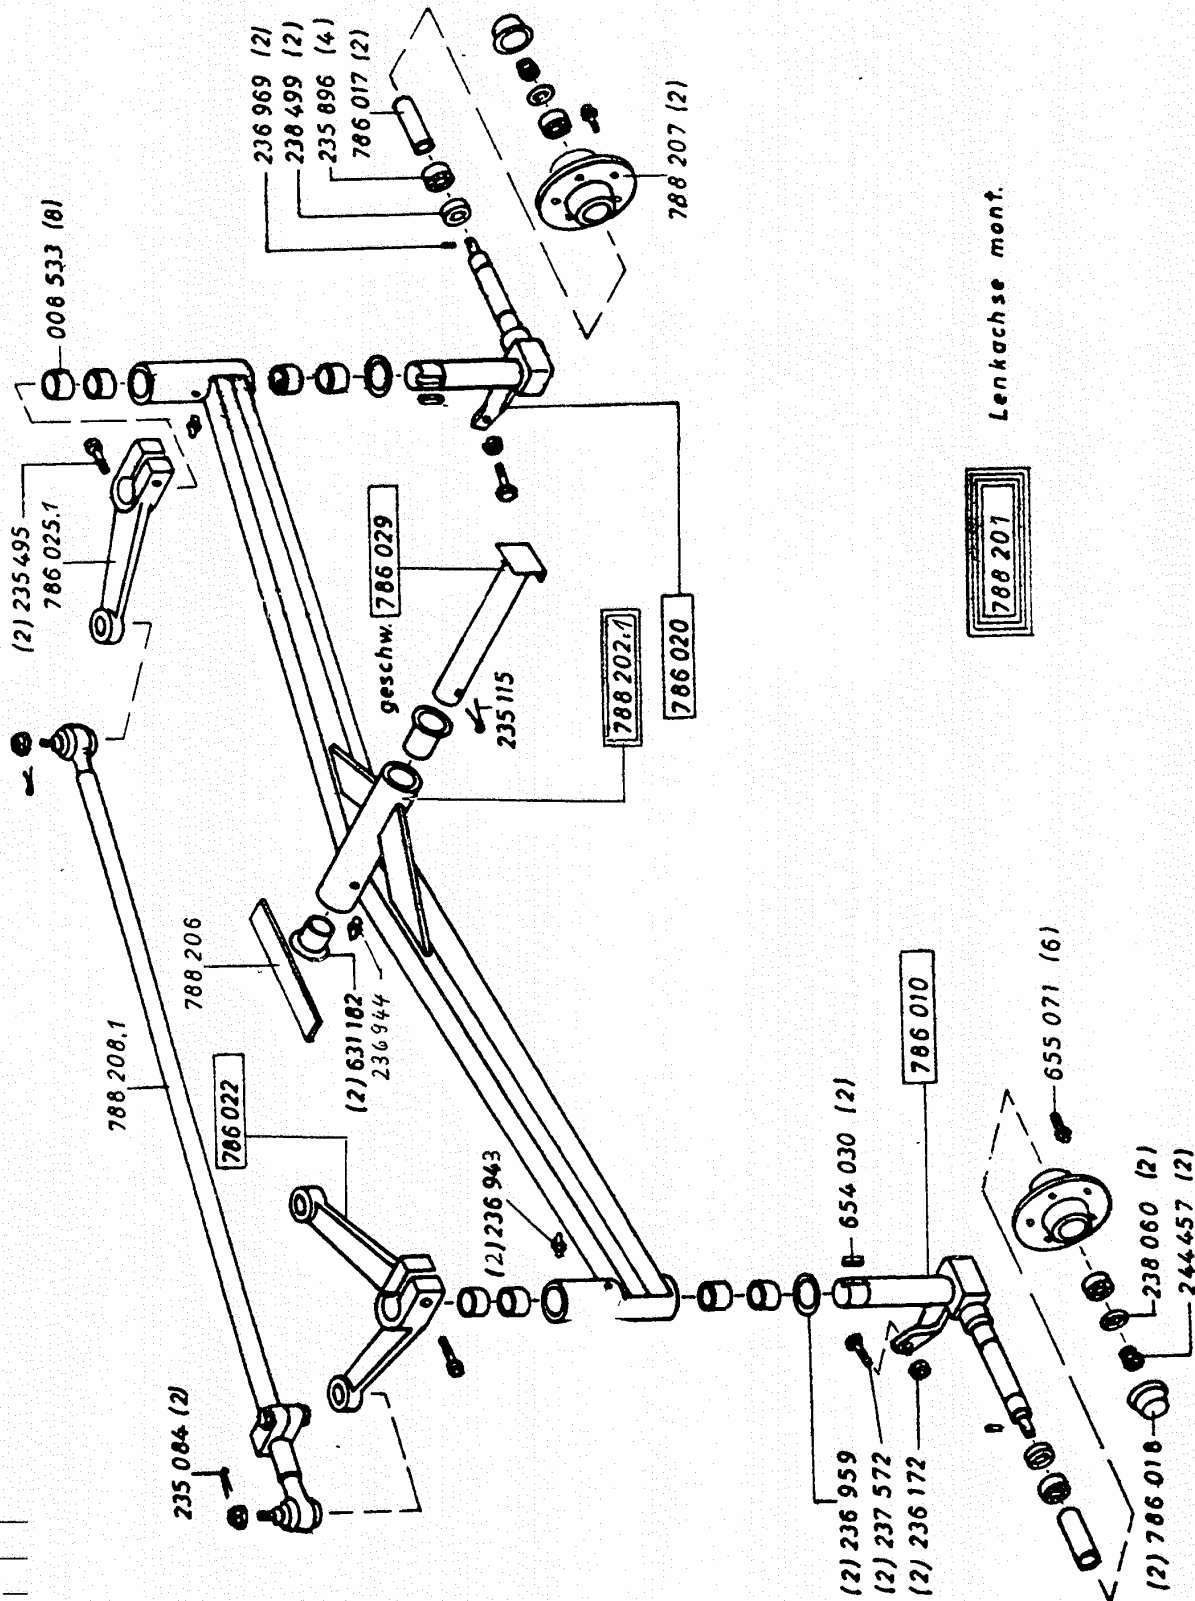 235 084 (2)
788 208.1
786 022
788 206
(2) 631 182
236 944
(2) 236 943
(2) 235 495
786 025.1
008 533 (8)
236 969 (2)
238 499 (2)
235 896 (4)
786 017 (2)
788 207 (2)
geschw.
786 029
235 115
788 202.1
786 020
788 201
Lenkachse mont.
654 030 (2)
786 010
655 071 (6)
(2) 236 959
(2) 237 572
(2) 236 172
238 060 (2)
244 457 (2)
(2) 786 018